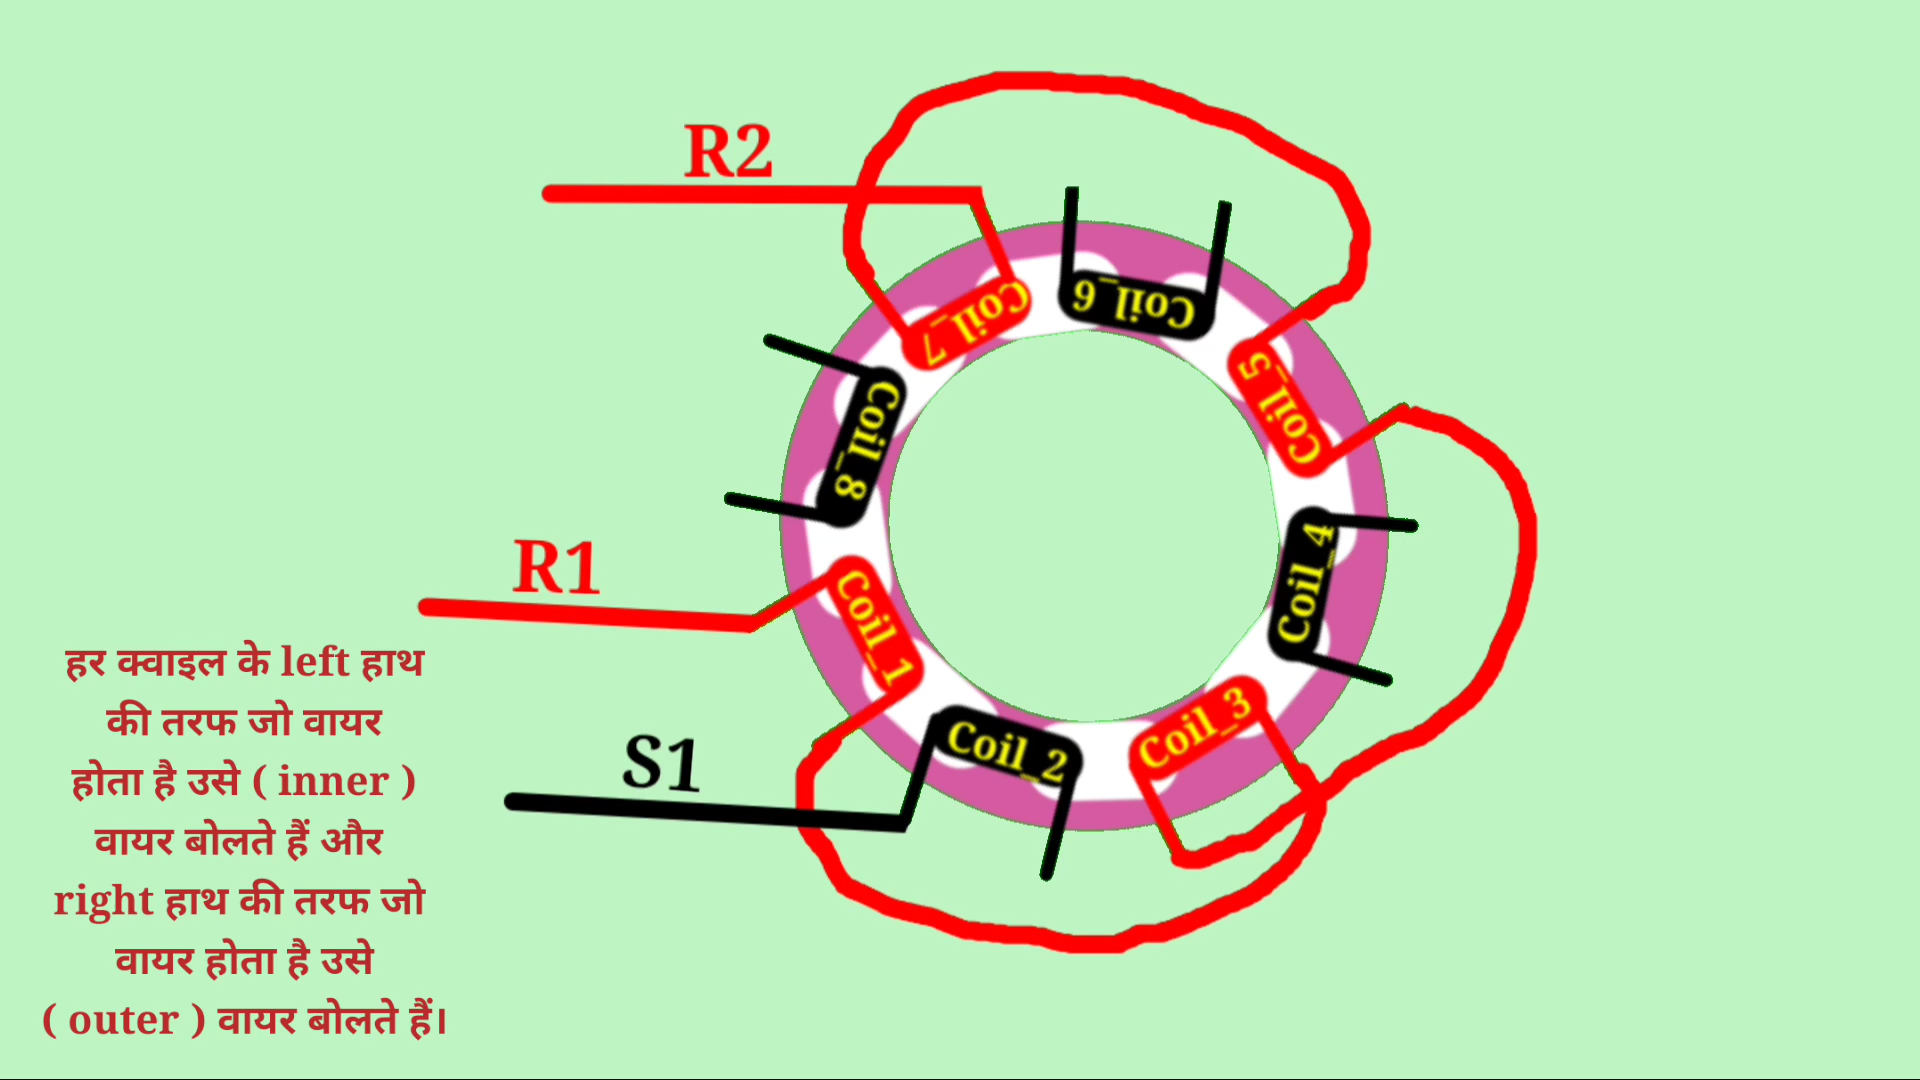 R2
Coil_6
Coil_7
Coil_5
Coil_8
Coil_4
R1
Coil_1
Coil_3
Coil_2
S1
हर क्वाइल के left हाथ
की तरफ जो वायर
होता है उसे ( inner )
वायर बोलते हैं और
right हाथ की तरफ जो
वायर होता है उसे
( outer ) वायर बोलते हैं।